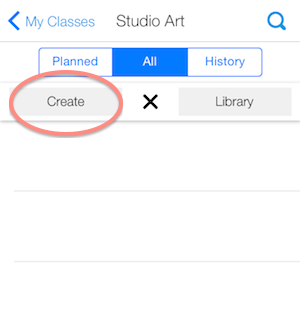 My Classes Studio Art
Planned All History
Create Library